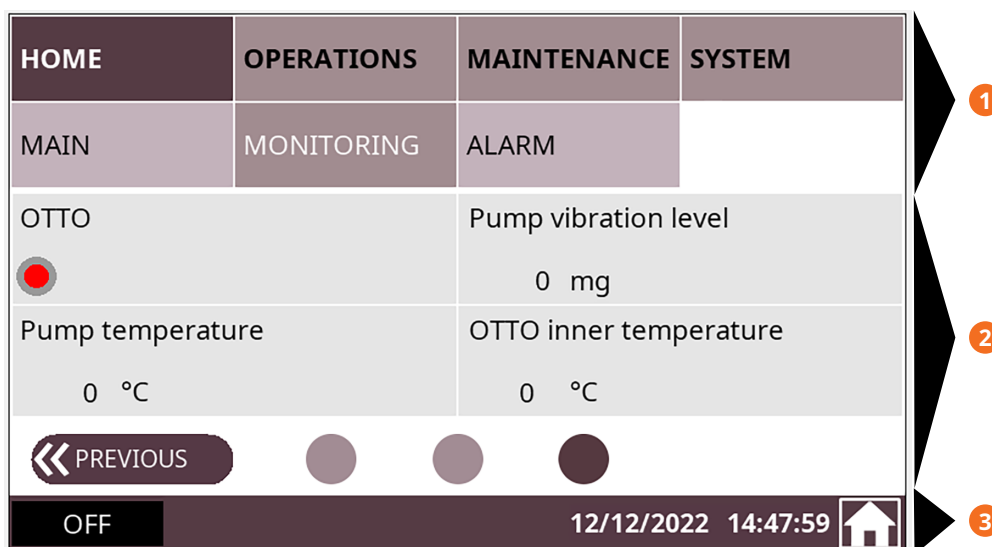 HOME OPERATIONS MAINTENANCE SYSTEM
1
MAIN MONITORING ALARM
OTTO Pump vibration level
0 mg
Pump temperature OTTO inner temperature
2
0 °C 0 °C
PREVIOUS
OFF 12/12/2022 14:47:59
3